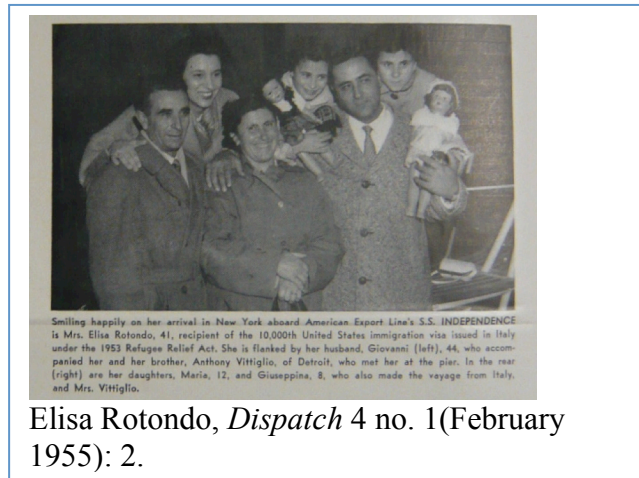 Smiling happily on her arrival in New York aboard American Export Line's S.S. INDEPENDENCE
is Mrs. Elisa Rotondo, 41, recipient of the 10,000th United States immigration visa issued in Italy
under the 1953 Refugee Relief Act. She is flanked by her husband, Giovanni (left), 44, who accom-
panied her and her brother, Anthony Vittiglio, of Detroit, who met her at the pier. In the rear
(right) are her daughters, Maria, 12, and Giuseppina, 8, who also made the vayage from Italy,
and Mrs. Vittiglio.
Elisa Rotondo, Dispatch 4 no. 1(February
1955): 2.